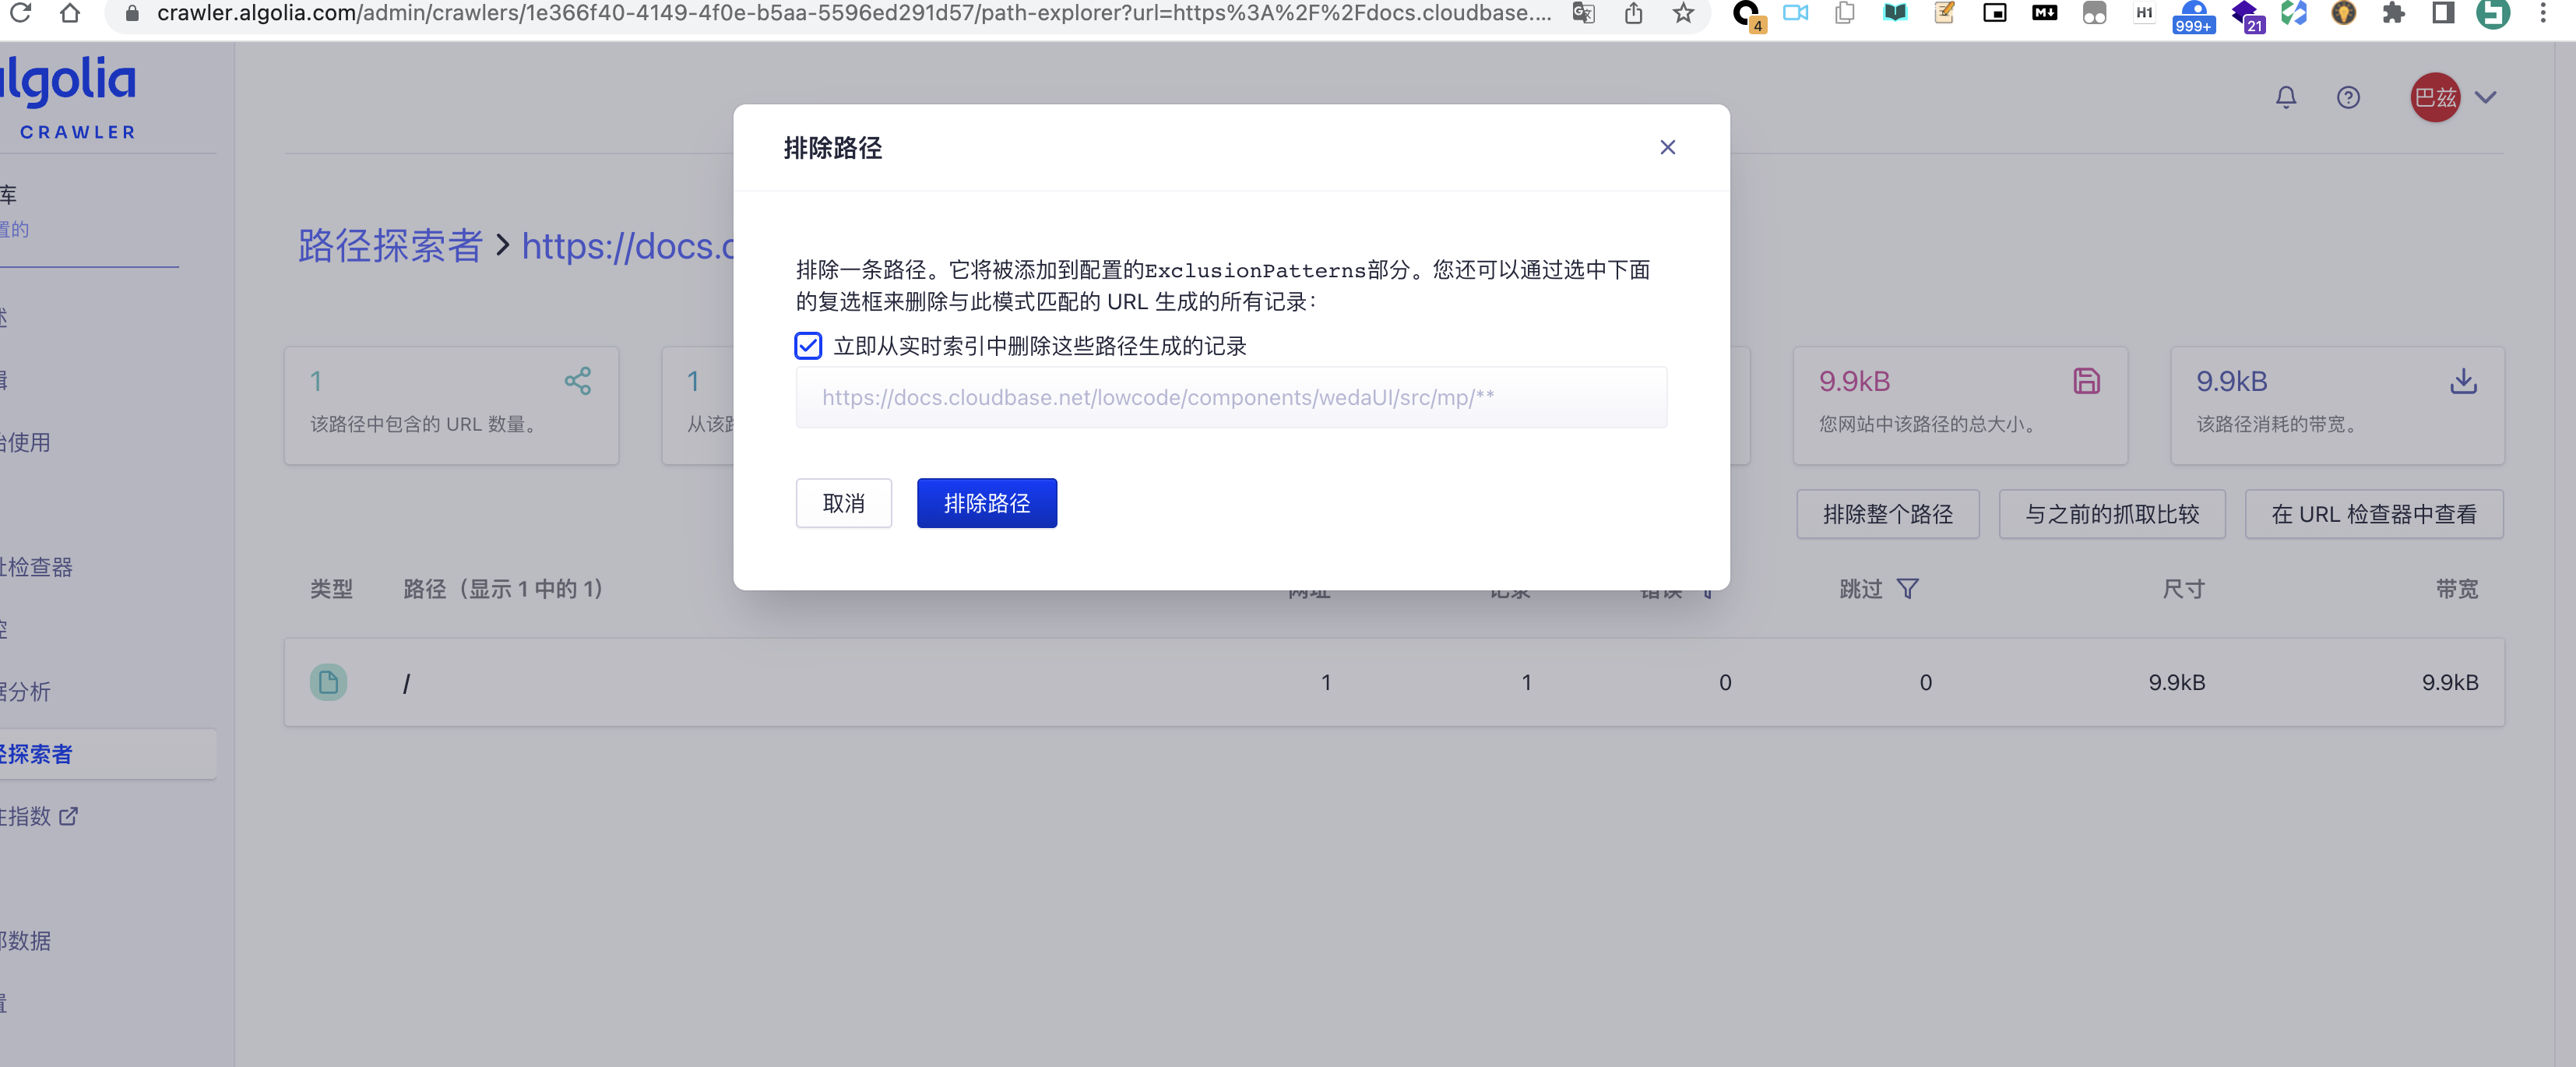 crawler.algolia.com/admin/crawlers/1e366f40-4149-4f0e-b5aa-5596ed291d57/path-explorer?url=https%3A%2F%2Fdocs.cloudbase....
4
M↓
H1
999+
21
algolia
CRAWLER
巴兹
库
置的
使用
检查器
分析
探索者
指数
数据
置
路径探索者 > https://docs.c
排除路径
排除一条路径。它将被添加到配置的ExclusionPatterns部分。您还可以通过选中下面
的复选框来删除与此模式匹配的 URL 生成的所有记录：
立即从实时索引中删除这些路径生成的记录
https://docs.cloudbase.net/lowcode/components/wedaUI/src/mp/**
取消
排除路径
1
该路径中包含的 URL 数量。
1
从该
9.9kB
您网站中该路径的总大小。
9.9kB
该路径消耗的带宽。
排除整个路径
与之前的抓取比较
在 URL 检查器中查看
类型 路径（显示 1 中的 1） 网址 记录 错误 跳过 尺寸 带宽
/ 1 1 0 0 9.9kB 9.9kB